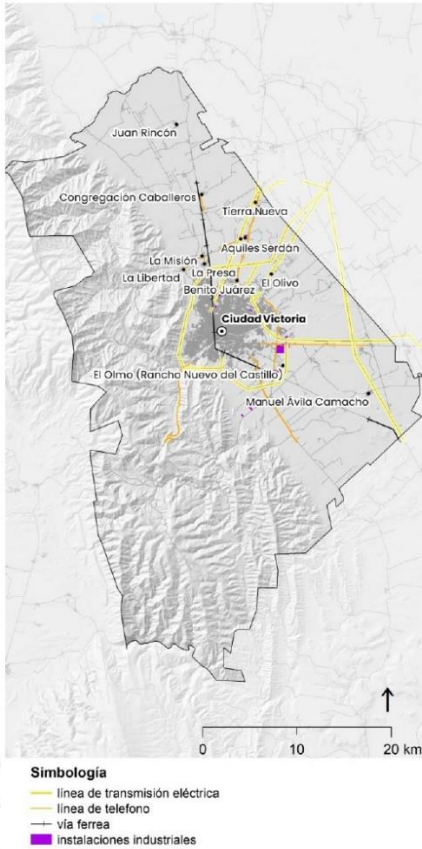 Juan Rincón
Congregación Caballeros
Tierra Nueva
Aquiles Serdán
La Misión
La Presa
La Libertad
El Olivo
Benito Juárez
Ciudad Victoria
El Olmo (Rancho Nuevo del Castillo)
Manuel Ávila Camacho
0 10 20 km
Simbología
línea de transmisión eléctrica
línea de telefono
vía ferrea
instalaciones industriales